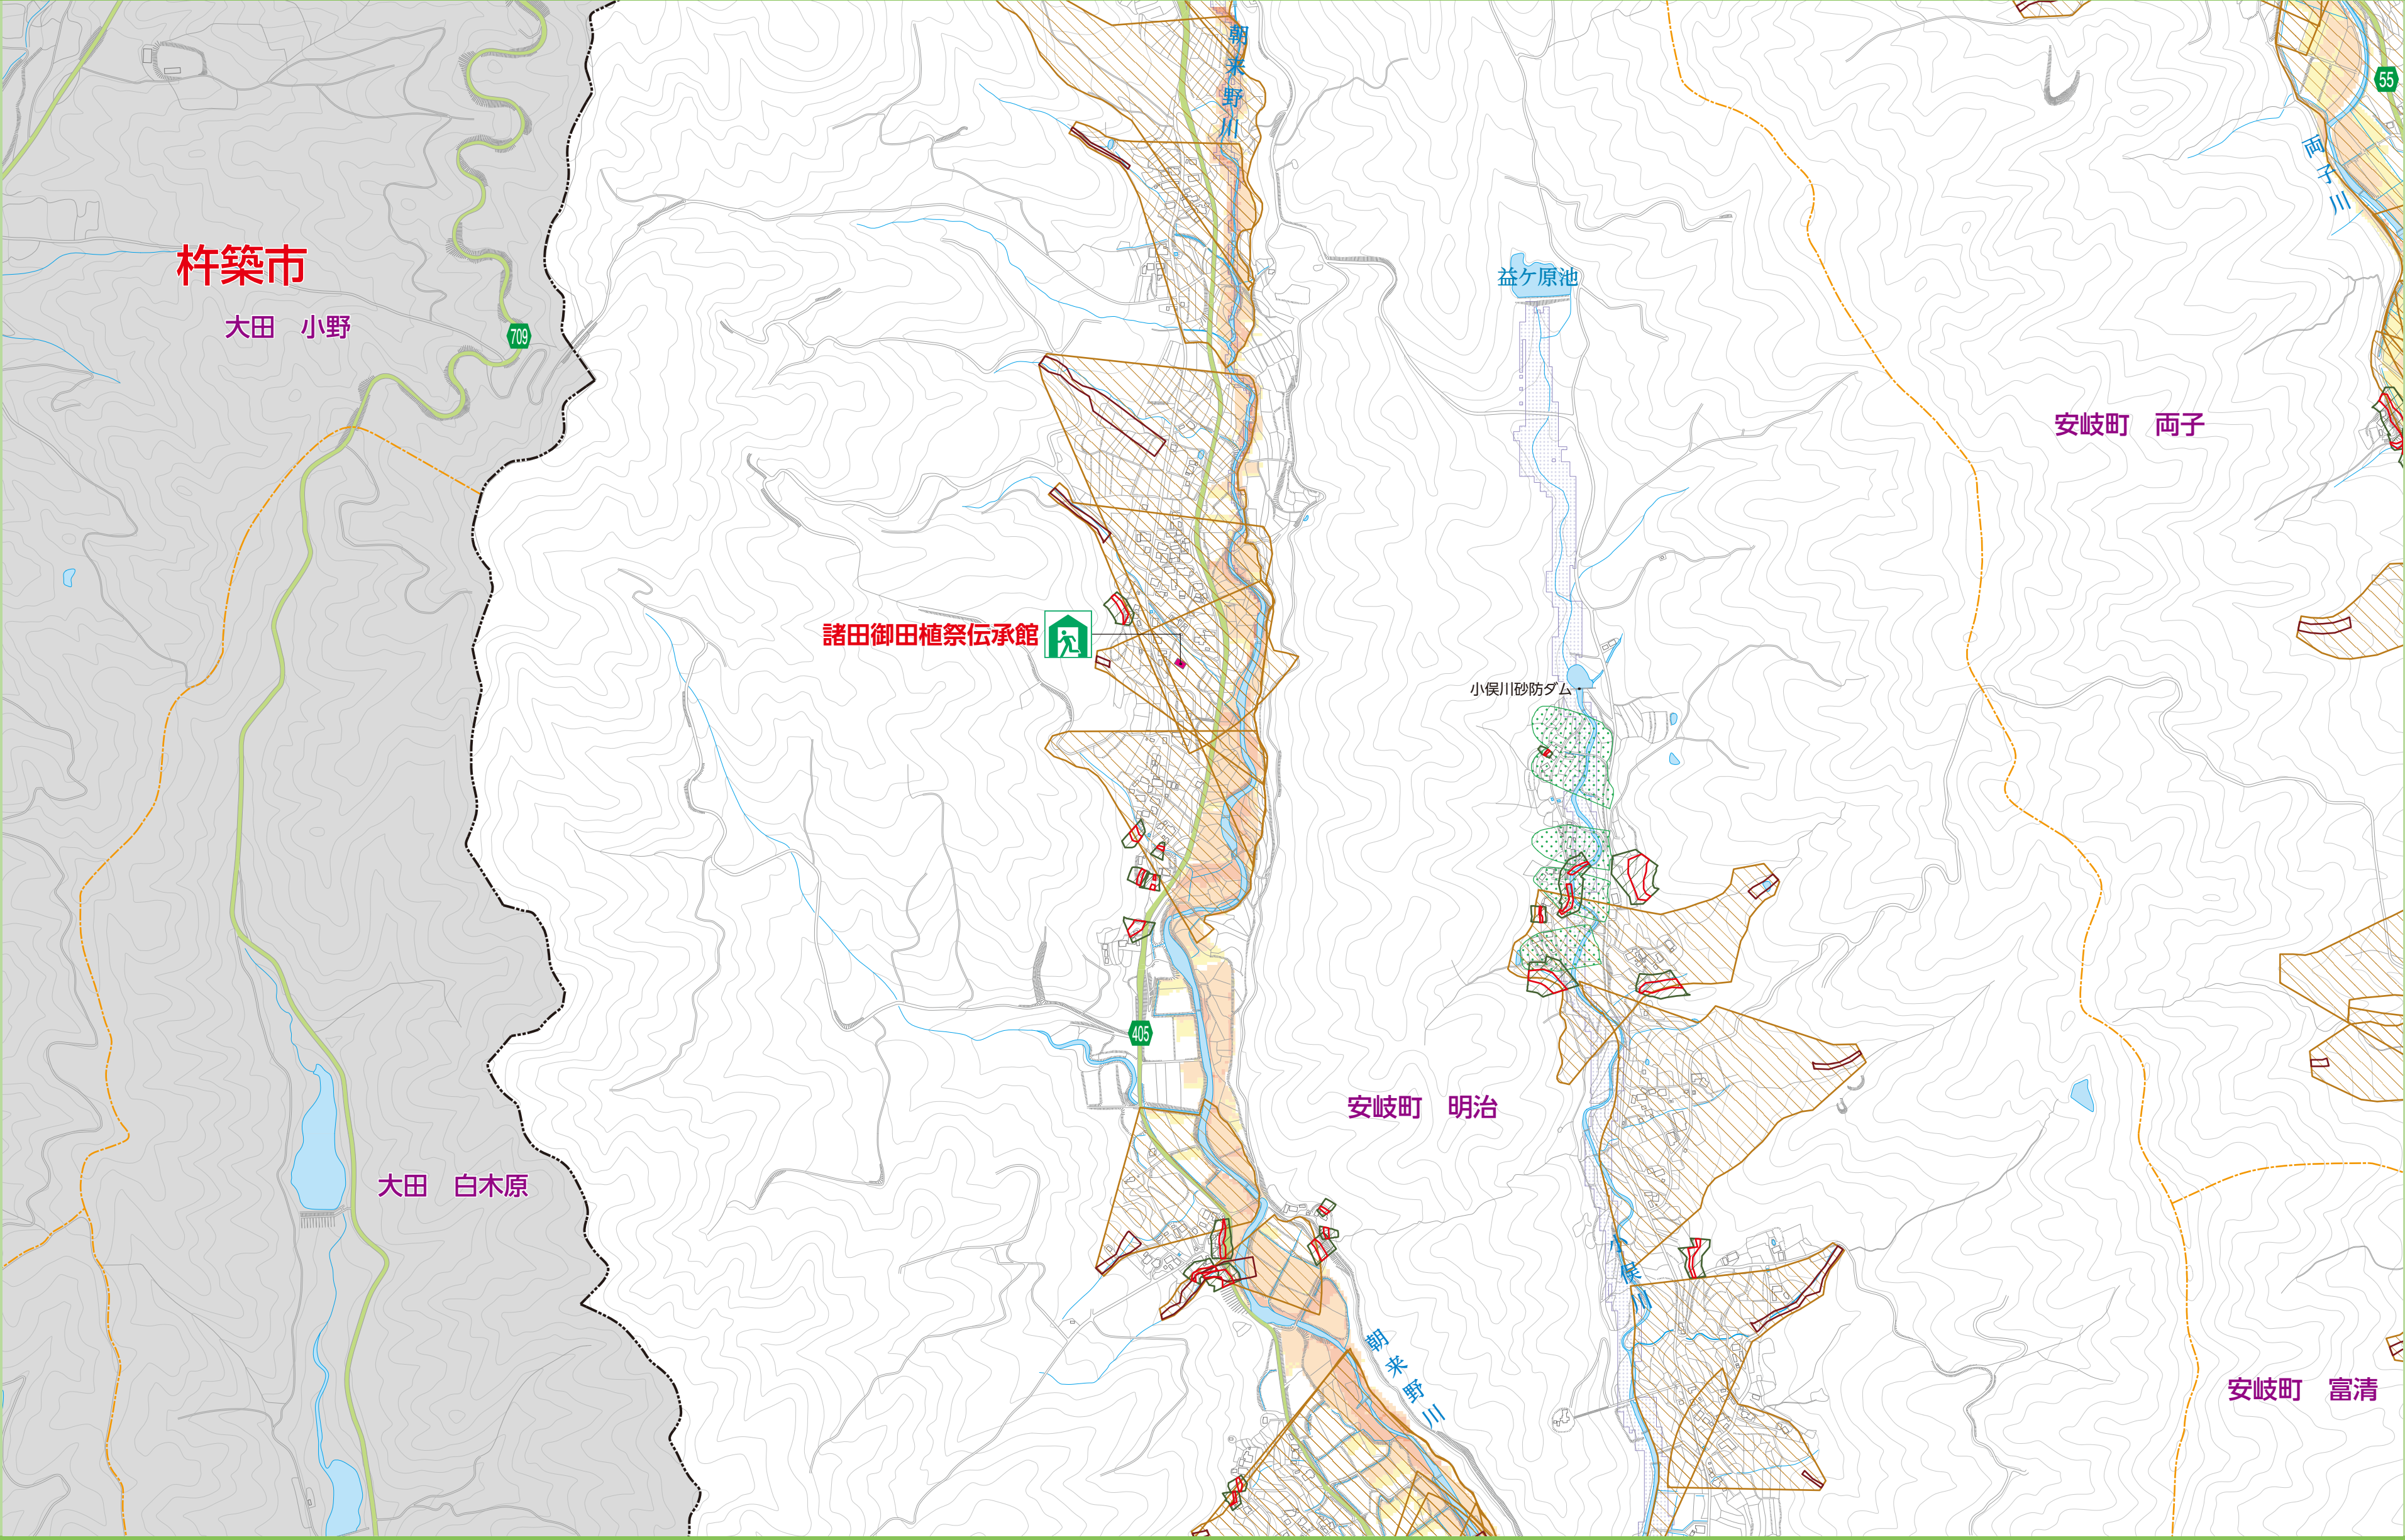 朝来野川
55
両子川
杵築市
益ケ原池
大田　小野
709
安岐町　両子
諸田御田植祭伝承館
小俣川砂防ダム
405
安岐町　明治
大田　白木原
小俣川
朝来野川
安岐町　富清